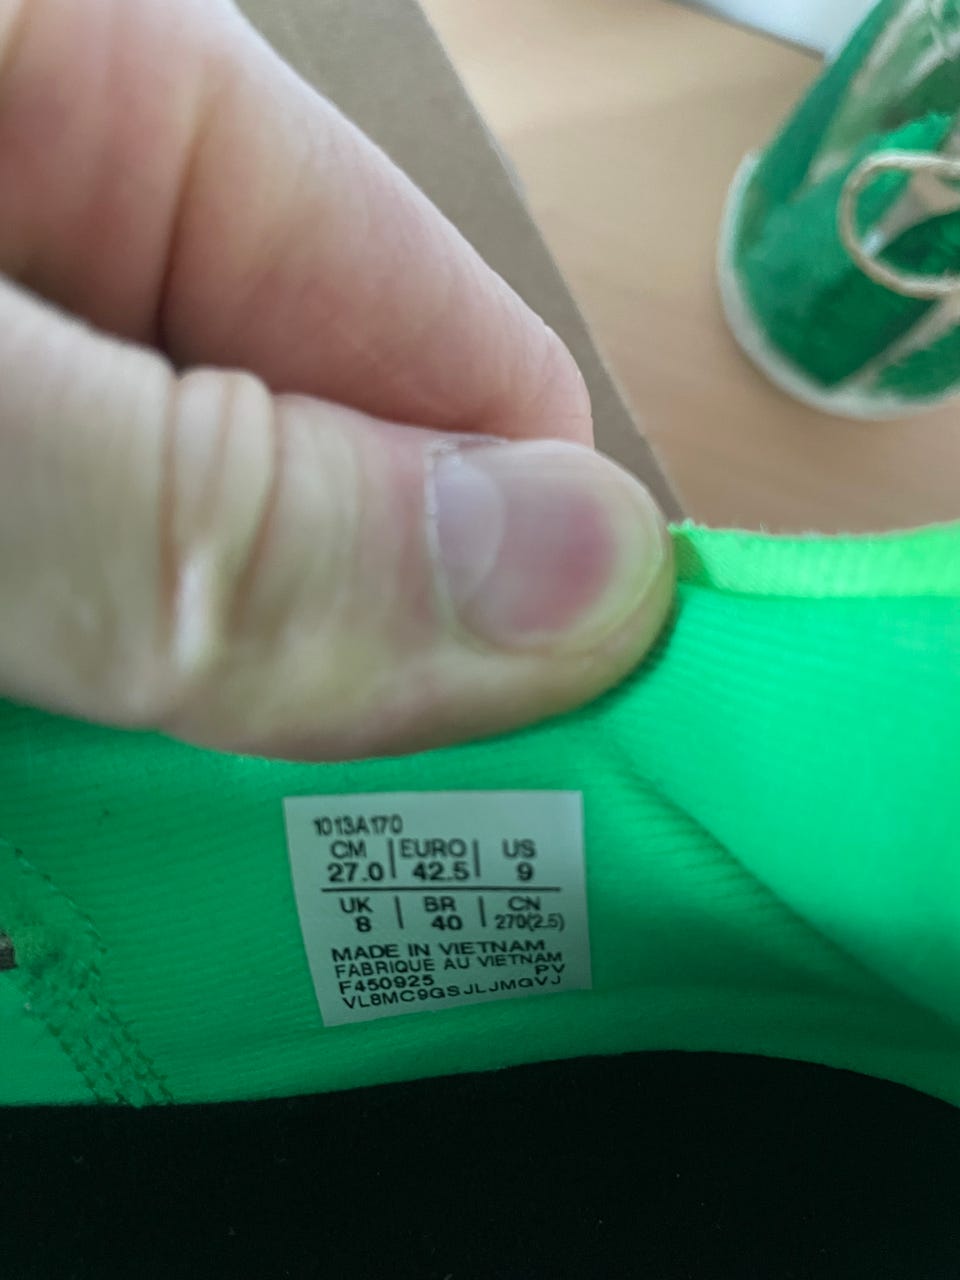 1013A170
CM | EURO | US
27.0 | 42.5 | 9
UK | BR | CN
8 | 40 | 270(2.5)
MADE IN VIETNAM
FABRIQUE AU VIETNAM
F450925 PV
VL8MC9GSJLJMGVJ